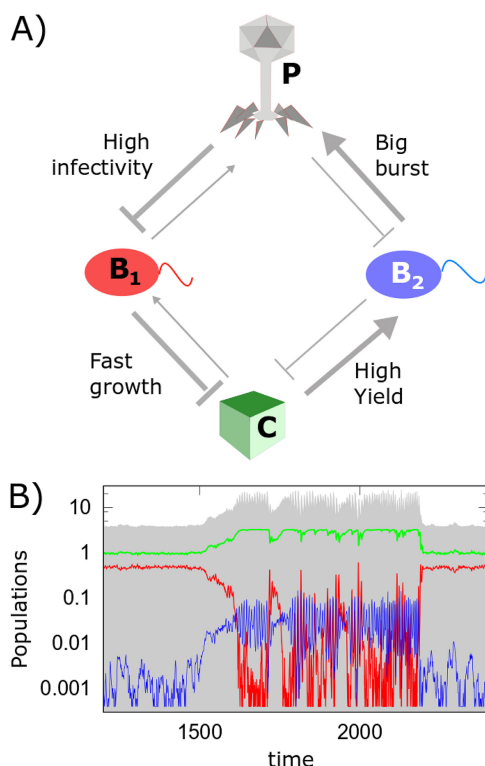 A)
P
High
infectivity
Big
burst
B1
B2
Fast
growth
High
Yield
C
B)
Populations
10
1
0.1
0.01
0.001
1500
2000
time